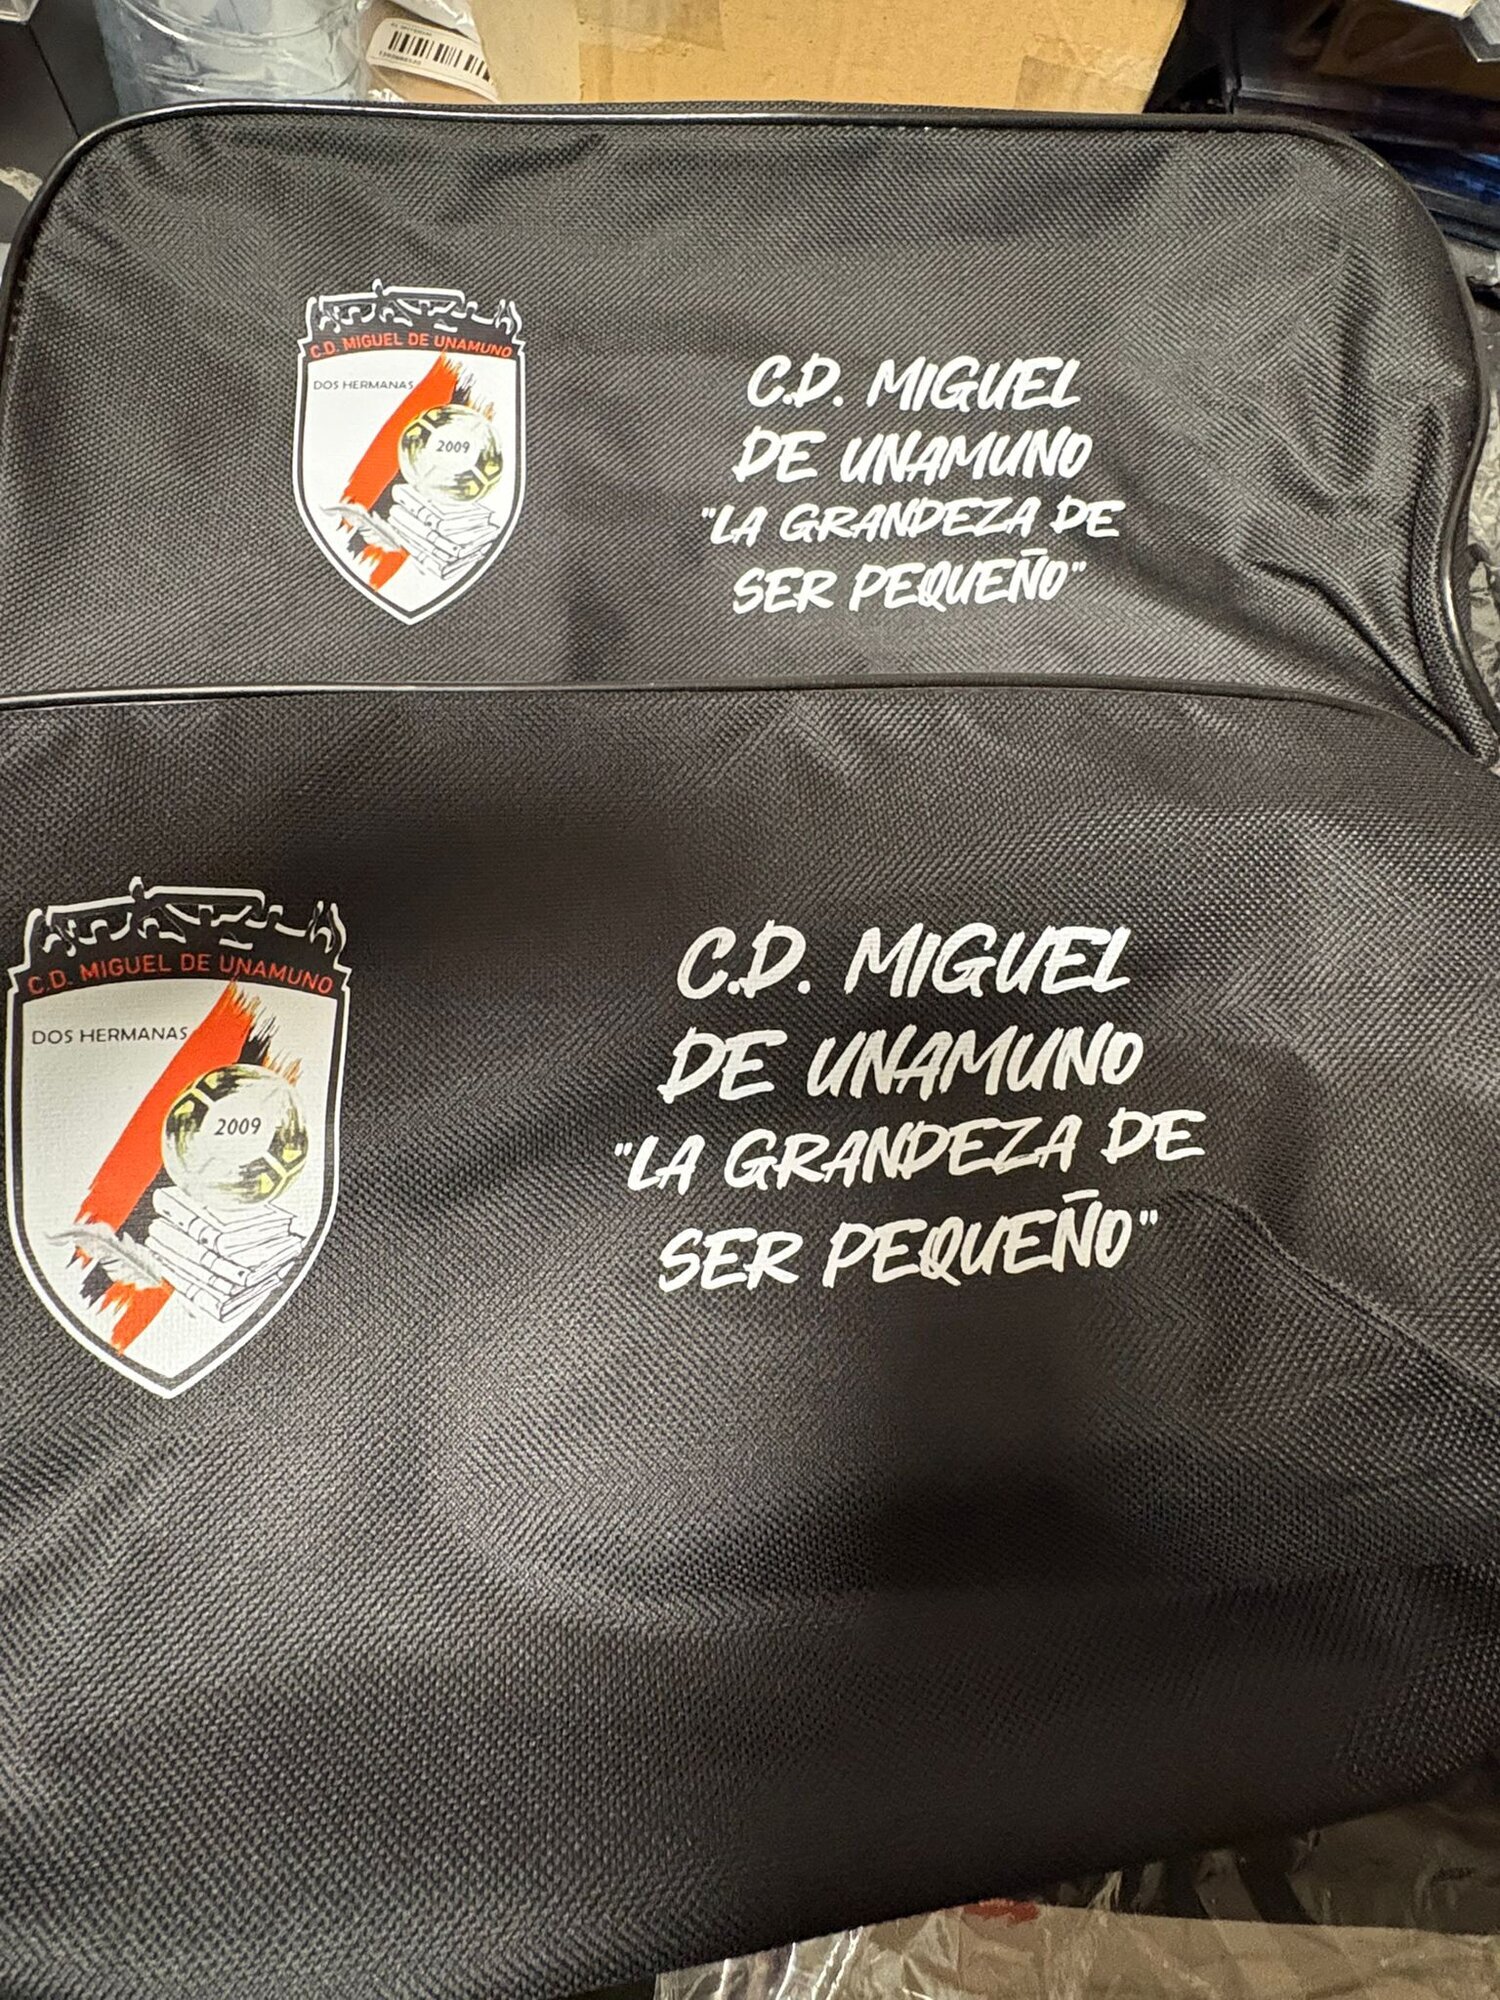 C.D. MIGUEL DE UNAMUNO
DOS HERMANAS
2009
C.D. MIGUEL
DE UNAMUNO
"LA GRANDEZA DE
SER PEQUEÑO"
C.D. MIGUEL DE UNAMUNO
DOS HERMANAS
2009
C.D. MIGUEL
DE UNAMUNO
"LA GRANDEZA DE
SER PEQUEÑO"